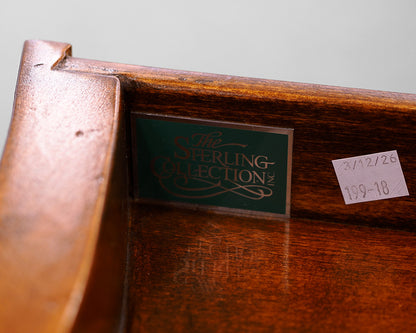 The
STERLING
COLLECTION
INC
3/12/26
199-18